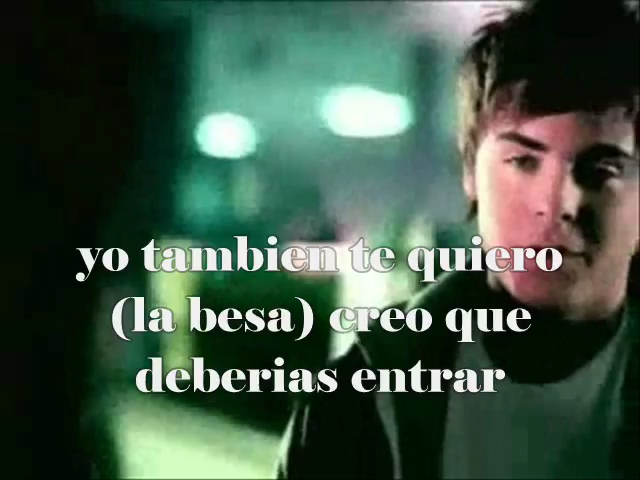 yo tambien te quiero
(la besa) creo que
deberias entrar